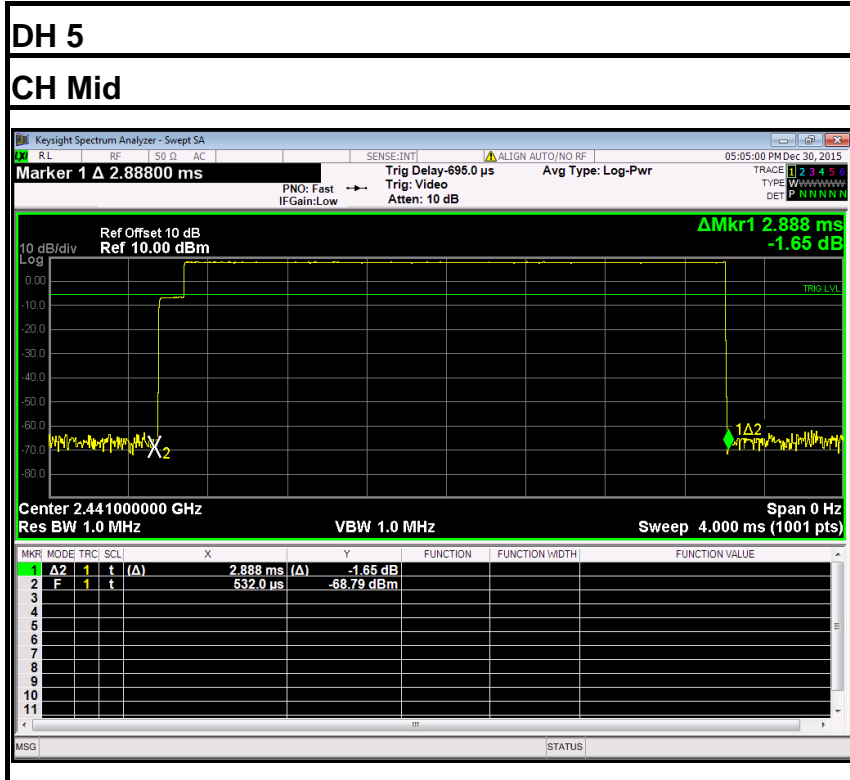 DH 5
CH Mid
Keysight Spectrum Analyzer - Swept SA
LXI RL RF 50 Ω AC SENSE:INT ALIGN AUTO/NO RF 05:05:00 PM Dec 30, 2015
Marker 1 Δ 2.88800 ms
PNO: Fast
IFGain:Low
Trig Delay-695.0 µs
Trig: Video
Atten: 10 dB
Avg Type: Log-Pwr
TRACE 1 2 3 4 5 6
TYPE WWWWWW
DET P N N N N N
ΔMkr1 2.888 ms
-1.65 dB
Ref Offset 10 dB
10 dB/div Ref 10.00 dBm
Log
0.00
TRIG LVL
-10.0
-20.0
-30.0
-40.0
-50.0
-60.0
1Δ2
-70.0
X2
-80.0
Center 2.441000000 GHz Span 0 Hz
Res BW 1.0 MHz VBW 1.0 MHz Sweep 4.000 ms (1001 pts)
MKR MODE TRC SCL X Y FUNCTION FUNCTION WIDTH FUNCTION VALUE
1 Δ2 1 t (Δ) 2.888 ms (Δ) -1.65 dB
2 F 1 t 532.0 µs -68.79 dBm
3
4
5
6
7
8
9
10
11
MSG STATUS